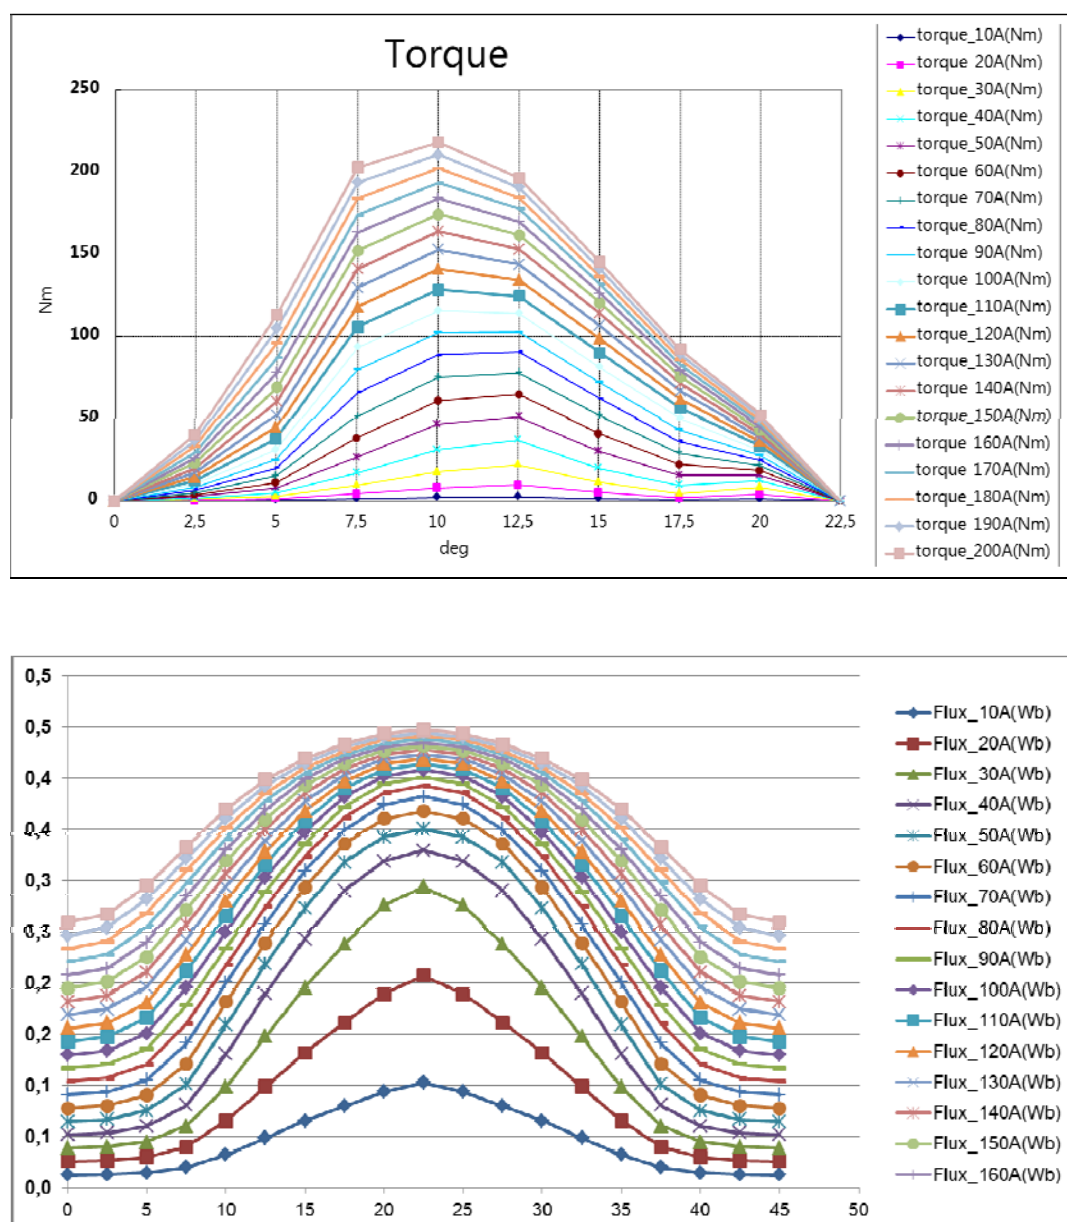 Torque
250
200
150
100
50
0
Nm
0 2,5 5 7,5 10 12,5 15 17,5 20 22,5
deg
torque_10A(Nm)
torque 20A(Nm)
torque_30A(Nm)
torque_40A(Nm)
torque_50A(Nm)
torque 60A(Nm)
torque 70A(Nm)
torque_80A(Nm)
torque 90A(Nm)
torque 100A(Nm)
torque_110A(Nm)
torque_120A(Nm)
torque_130A(Nm)
torque 140A(Nm)
torque_150A(Nm)
torque 160A(Nm)
torque 170A(Nm)
torque_180A(Nm)
torque 190A(Nm)
torque_200A(Nm)
0,5
0,5
0,4
0,4
0,3
0,3
0,2
0,2
0,1
0,1
0,0
0 5 10 15 20 25 30 35 40 45 50
Flux_10A(Wb)
Flux_20A(Wb)
Flux_30A(Wb)
Flux_40A(Wb)
Flux_50A(Wb)
Flux_60A(Wb)
Flux_70A(Wb)
Flux_80A(Wb)
Flux_90A(Wb)
Flux_100A(Wb)
Flux_110A(Wb)
Flux_120A(Wb)
Flux_130A(Wb)
Flux_140A(Wb)
Flux_150A(Wb)
Flux_160A(Wb)